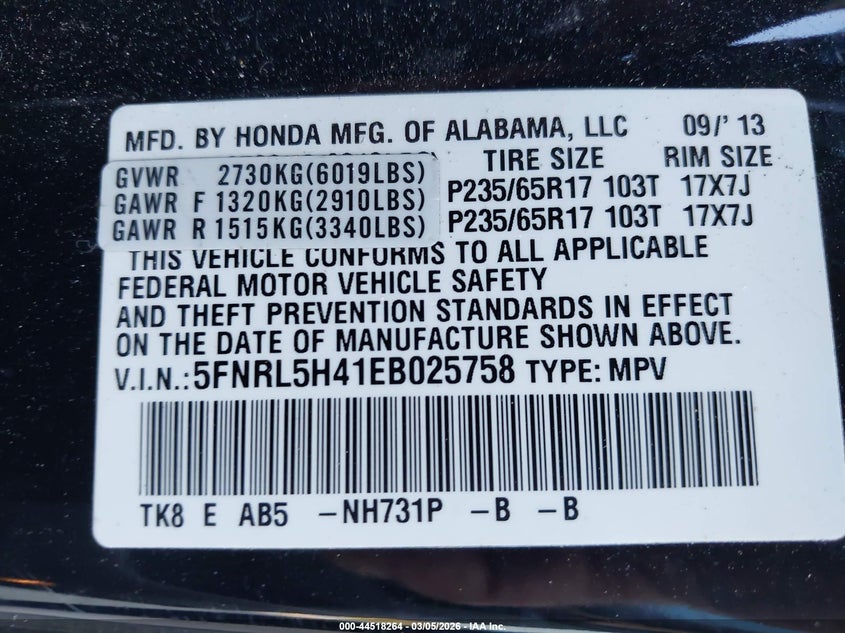 MFD. BY HONDA MFG. OF ALABAMA, LLC 09/' 13
TIRE SIZE RIM SIZE
GVWR 2730KG(6019LBS)
GAWR F 1320KG(2910LBS) P235/65R17 103T 17X7J
GAWR R 1515KG(3340LBS) P235/65R17 103T 17X7J
THIS VEHICLE CONFORMS TO ALL APPLICABLE
FEDERAL MOTOR VEHICLE SAFETY
AND THEFT PREVENTION STANDARDS IN EFFECT
ON THE DATE OF MANUFACTURE SHOWN ABOVE.
V.I.N.: 5FNRL5H41EB025758 TYPE: MPV
TK8 E AB5 -NH731P -B -B
000-44518264 - 03/05/2026 - IAA Inc.